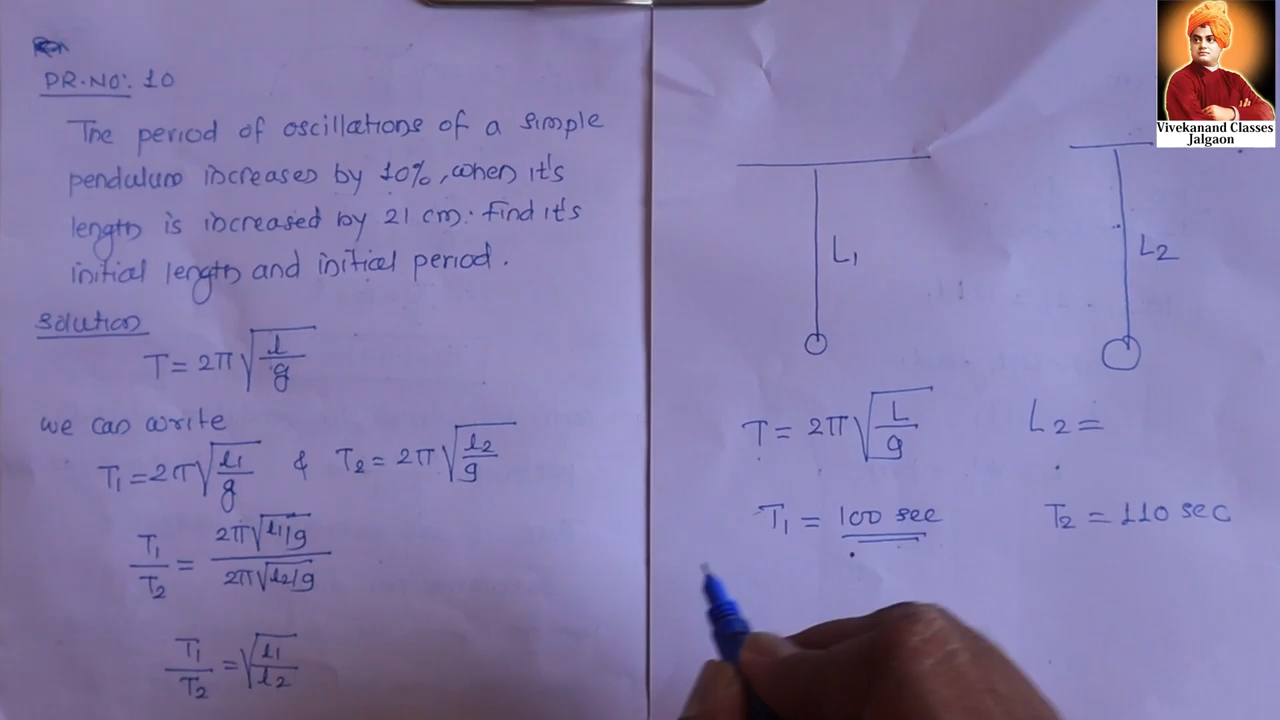 PR.NO: 10
The period of oscillations of a simple
pendulum increases by 10%, when it's
length is increased by 21 cm. Find it's
initial length and initial period.
Solution
T = 2π√(l/g)
we can write
T₁ = 2π√(l₁/g) & T₂ = 2π√(l₂/g)
T₁/T₂ = 2π√(l₁/g) / 2π√(l₂/g)
T₁/T₂ = √(l₁/l₂)
Vivekanand Classes
Jalgaon
L₁
L₂
T = 2π√(L/g)
L₂ =
T₁ = 100 sec
T₂ = 110 sec